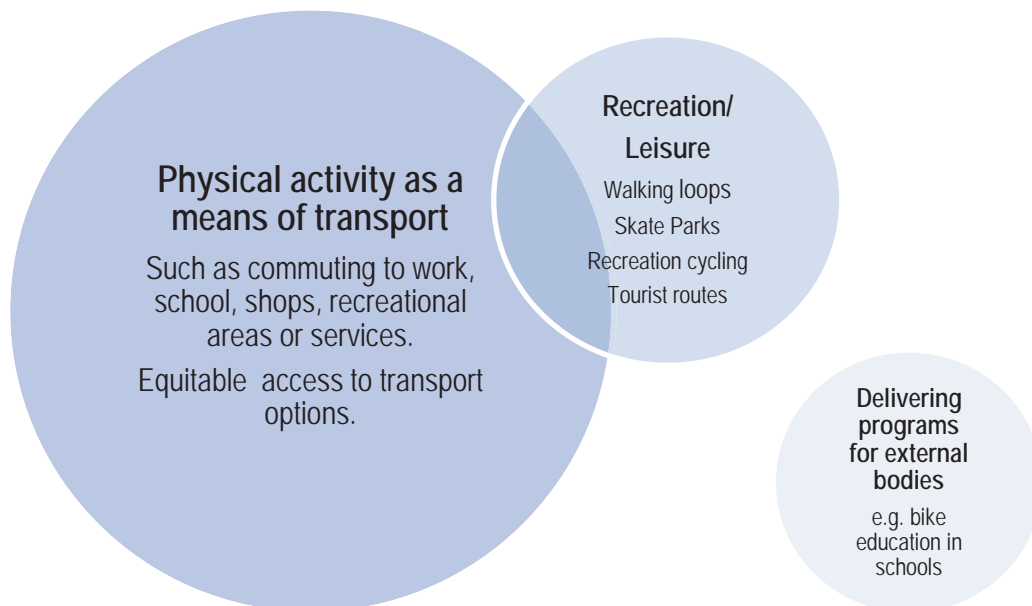 Physical activity as a
means of transport
Such as commuting to work,
school, shops, recreational
areas or services.
Equitable access to transport
options.
Recreation/
Leisure
Walking loops
Skate Parks
Recreation cycling
Tourist routes
Delivering
programs
for external
bodies
e.g. bike
education in
schools